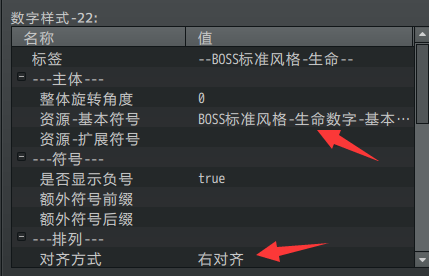 数字样式-22:
名称 值
标签 --BOSS标准风格-生命--
---主体---
整体旋转角度 0
资源-基本符号 BOSS标准风格-生命数字-基本…
资源-扩展符号
---符号---
是否显示负号 true
额外符号前缀
额外符号后缀
---排列---
对齐方式 右对齐